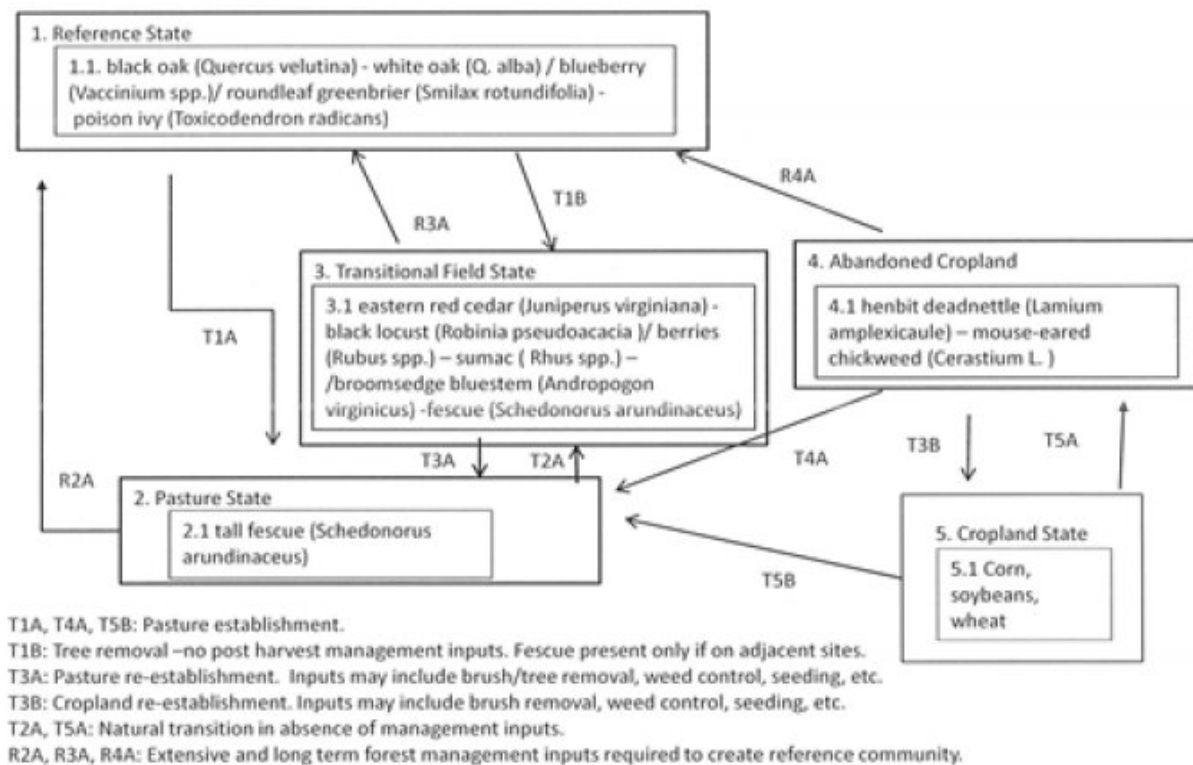 1. Reference State
1.1. black oak (Quercus velutina) - white oak (Q. alba) / blueberry
(Vaccinium spp.)/ roundleaf greenbrier (Smilax rotundifolia) -
poison ivy (Toxicodendron radicans)
R4A
T1B
R3A
3. Transitional Field State
3.1 eastern red cedar (Juniperus virginiana) -
black locust (Robinia pseudoacacia )/ berries
(Rubus spp.) – sumac ( Rhus spp.) –
/broomsedge bluestem (Andropogon
virginicus) -fescue (Schedonorus arundinaceus)
4. Abandoned Cropland
4.1 henbit deadnettle (Lamium
amplexicaule) – mouse-eared
chickweed (Cerastium L. )
T1A
R2A
T3A
T2A
T4A
T3B
T5A
2. Pasture State
2.1 tall fescue (Schedonorus
arundinaceus)
T5B
5. Cropland State
5.1 Corn,
soybeans,
wheat
T1A, T4A, T5B: Pasture establishment.
T1B: Tree removal –no post harvest management inputs. Fescue present only if on adjacent sites.
T3A: Pasture re-establishment. Inputs may include brush/tree removal, weed control, seeding, etc.
T3B: Cropland re-establishment. Inputs may include brush removal, weed control, seeding, etc.
T2A, T5A: Natural transition in absence of management inputs.
R2A, R3A, R4A: Extensive and long term forest management inputs required to create reference community.